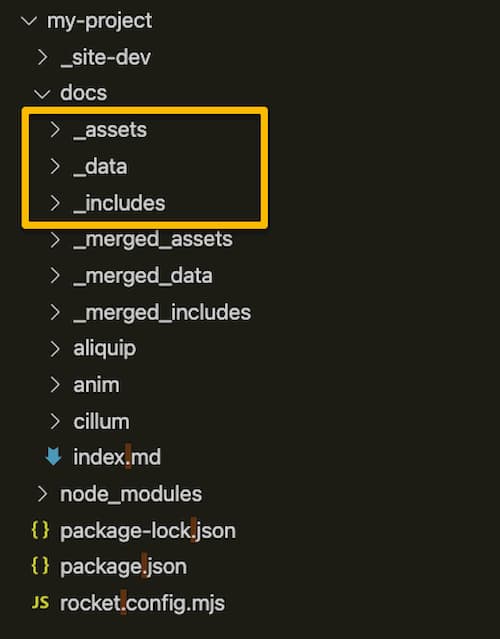 my-project
_site-dev
docs
_assets
_data
_includes
_merged_assets
_merged_data
_merged_includes
aliquip
anim
cillum
index.md
node_modules
{} package-lock.json
{} package.json
JS rocket.config.mjs